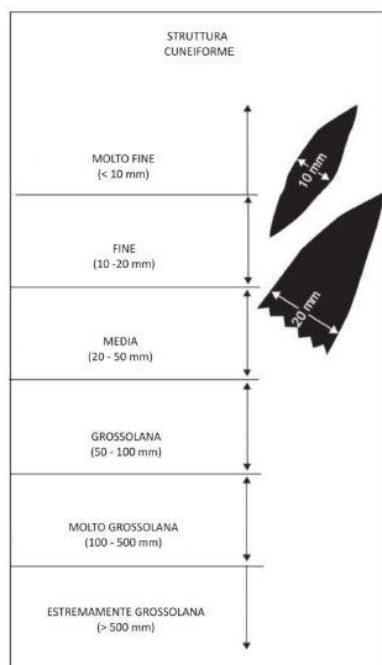 STRUTTURA
CUNEIFORME
MOLTO FINE
(< 10 mm)
10 mm
FINE
(10 -20 mm)
20 mm
MEDIA
(20 - 50 mm)
GROSSOLANA
(50 - 100 mm)
MOLTO GROSSOLANA
(100 - 500 mm)
ESTREMAMENTE GROSSOLANA
(> 500 mm)